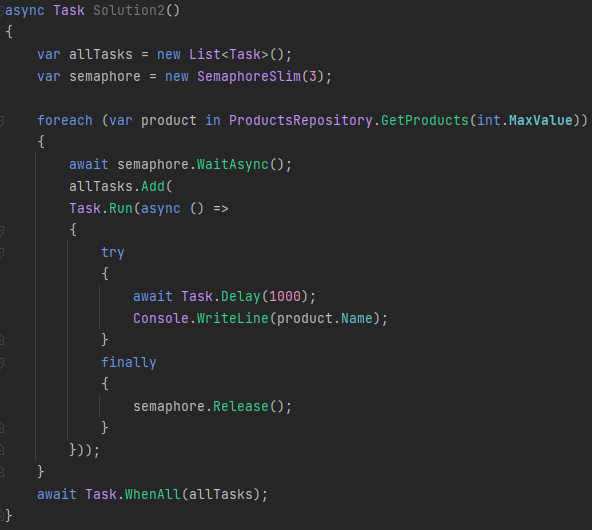 async Task Solution2()
{
    var allTasks = new List<Task>();
    var semaphore = new SemaphoreSlim(3);

    foreach (var product in ProductsRepository.GetProducts(int.MaxValue))
    {
        await semaphore.WaitAsync();
        allTasks.Add(
        Task.Run(async () =>
        {
            try
            {
                await Task.Delay(1000);
                Console.WriteLine(product.Name);
            }
            finally
            {
                semaphore.Release();
            }
        }));
    }
    await Task.WhenAll(allTasks);
}